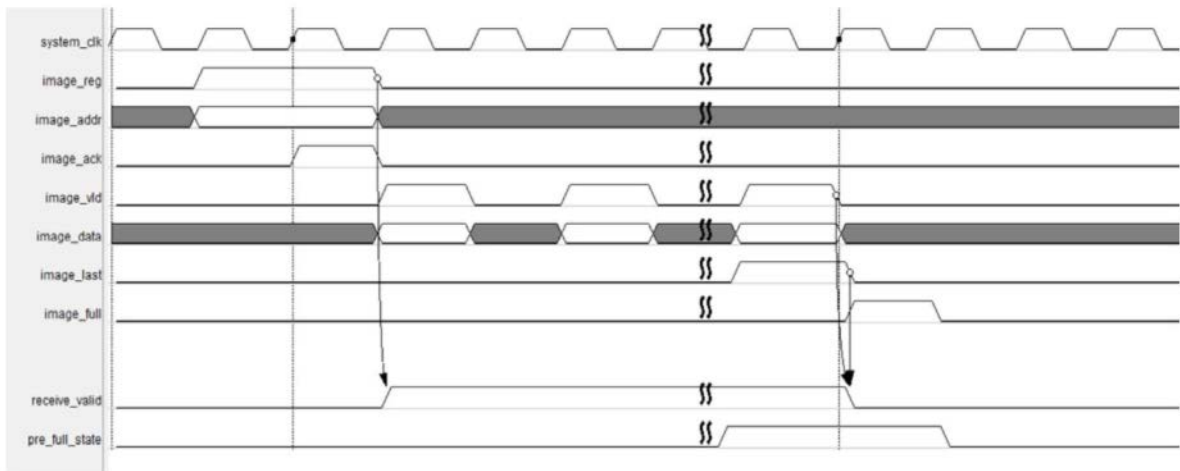 system_clk
image_reg
image_addr
image_ack
image_vld
image_data
image_last
image_full
receive_valid
pre_full_state